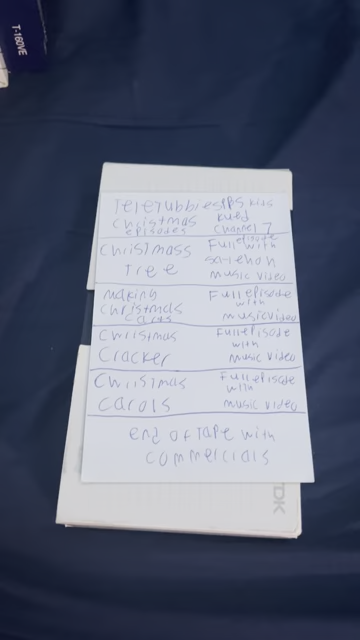 T-160VE
Teletubbies PBS kids
Christmas kued
episodes Channel 7
Christmass Full episode with
Tree music video
making Full episode
Christmas with
Cards music video
Christmas Full episode
Cracker with
music video
Christmas Full episode
Carols with
music video
end of tape with
commercials
TDK